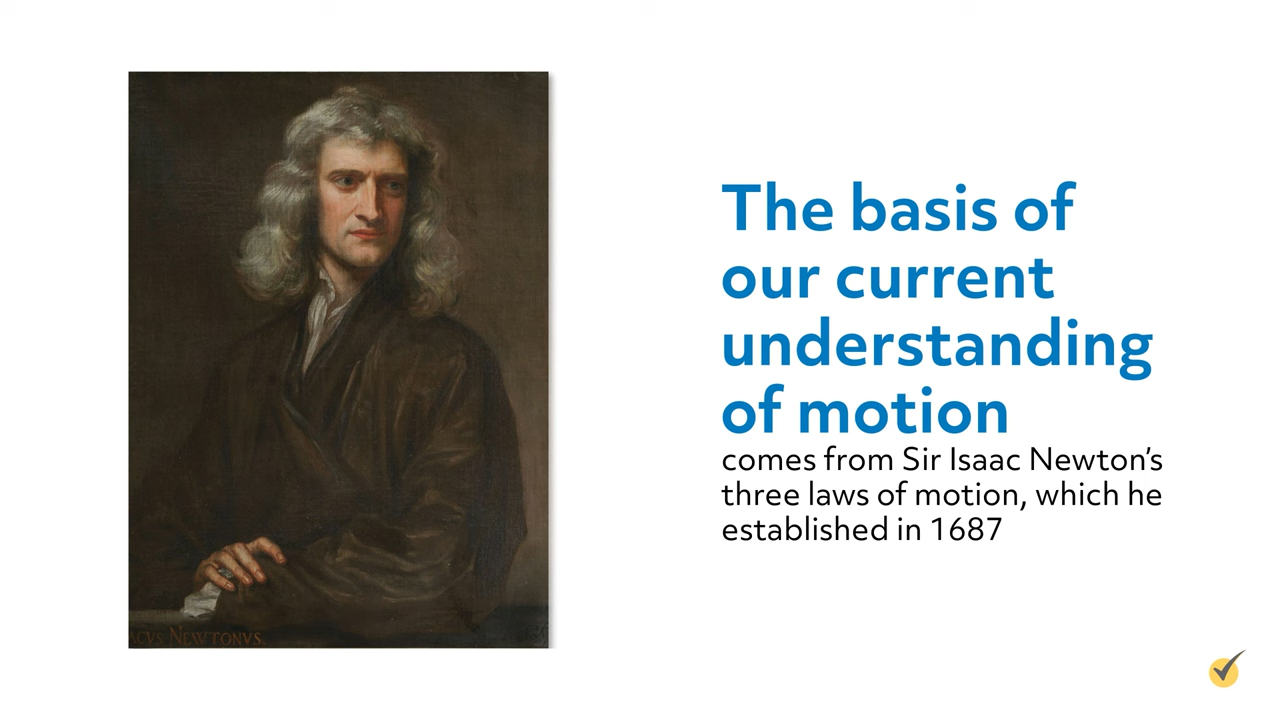 The basis of
our current
understanding
of motion
comes from Sir Isaac Newton's
three laws of motion, which he
established in 1687
ACVS NEWTONVS.